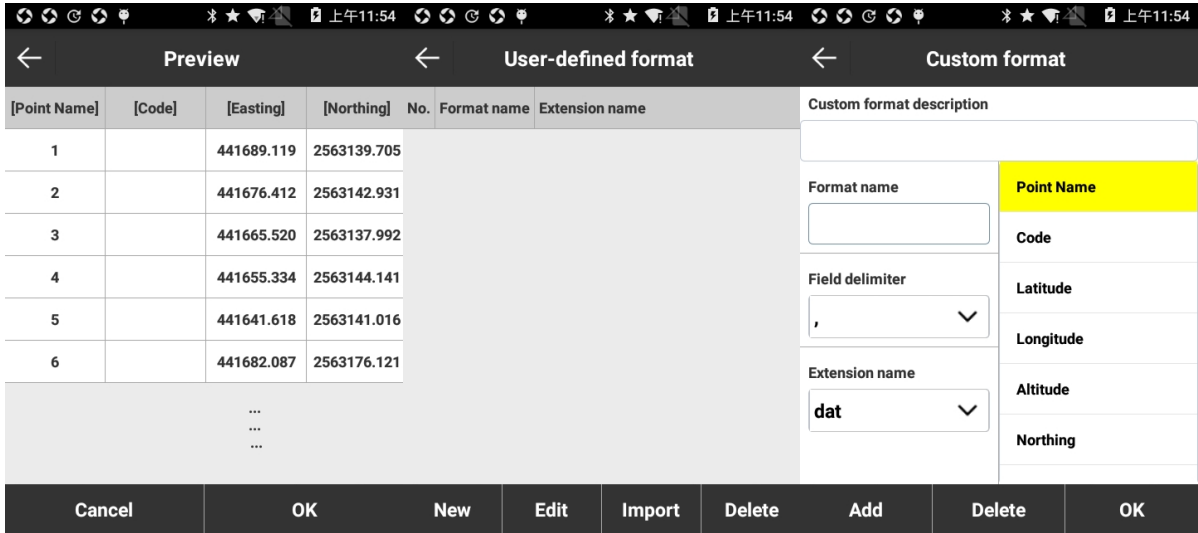 上午11:54
Preview
[Point Name] [Code] [Easting] [Northing]
1 441689.119 2563139.705
2 441676.412 2563142.931
3 441665.520 2563137.992
4 441655.334 2563144.141
5 441641.618 2563141.016
6 441682.087 2563176.121
...
...
...
Cancel OK
上午11:54
User-defined format
No. Format name Extension name
New Edit Import Delete
上午11:54
Custom format
Custom format description
Format name
Field delimiter
,
Extension name
dat
Point Name
Code
Latitude
Longitude
Altitude
Northing
Add Delete OK